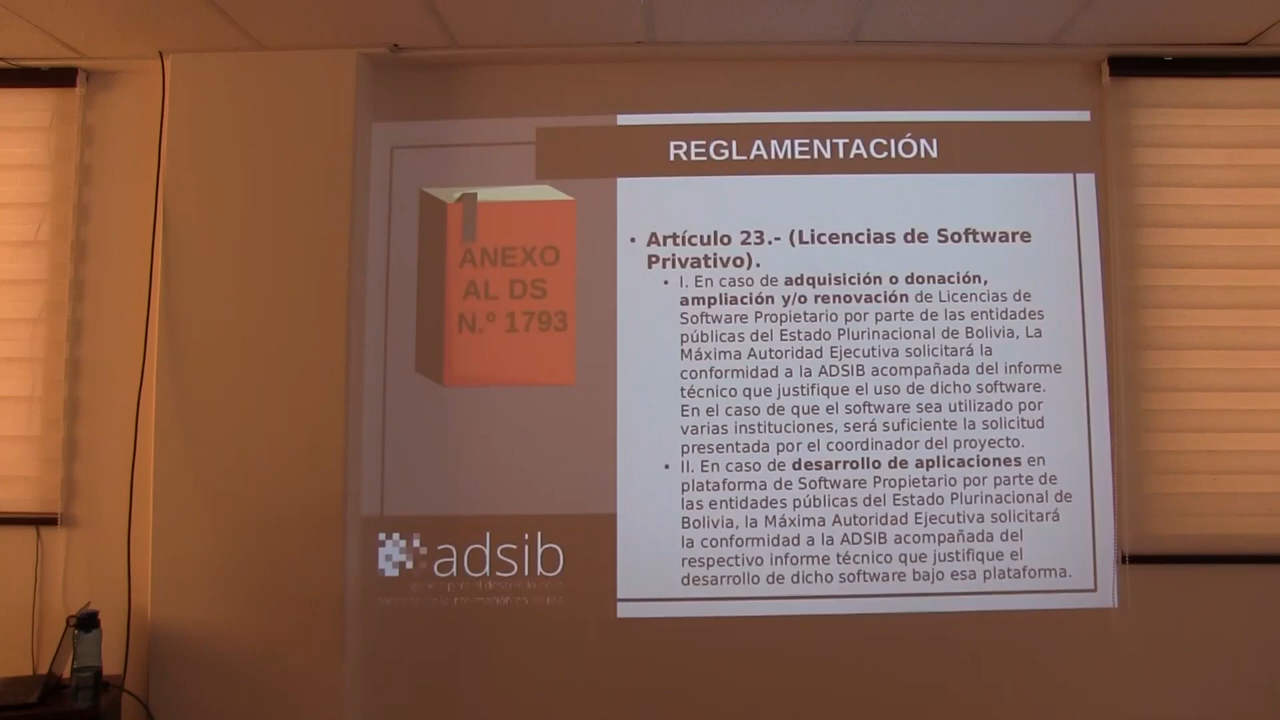 REGLAMENTACIÓN
ANEXO
AL DS
N.º 1793
• Artículo 23.- (Licencias de Software
Privativo).
• I. En caso de adquisición o donación,
ampliación y/o renovación de Licencias de
Software Propietario por parte de las entidades
públicas del Estado Plurinacional de Bolivia, La
Máxima Autoridad Ejecutiva solicitará la
conformidad a la ADSIB acompañada del informe
técnico que justifique el uso de dicho software.
En el caso de que el software sea utilizado por
varias instituciones, será suficiente la solicitud
presentada por el coordinador del proyecto.
• II. En caso de desarrollo de aplicaciones en
plataforma de Software Propietario por parte de
las entidades públicas del Estado Plurinacional de
Bolivia, la Máxima Autoridad Ejecutiva solicitará
la conformidad a la ADSIB acompañada del
respectivo informe técnico que justifique el
desarrollo de dicho software bajo esa plataforma.
adsib